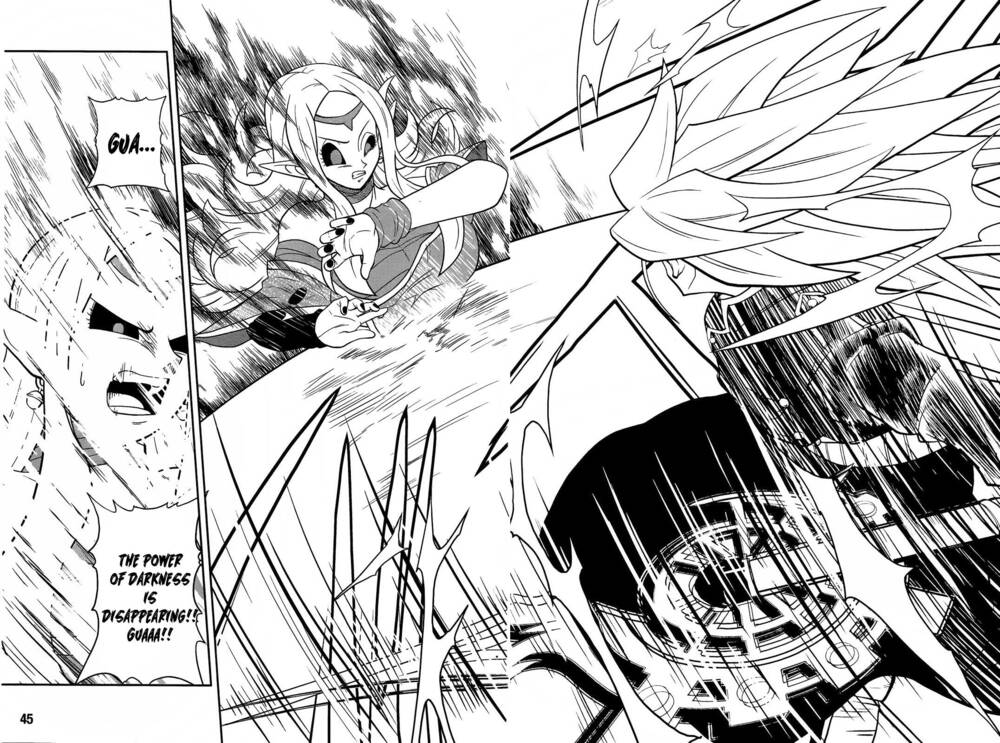 GUA...
THE POWER
OF DARKNESS
IS
DISAPPEARING!!
GUAAA!!
45